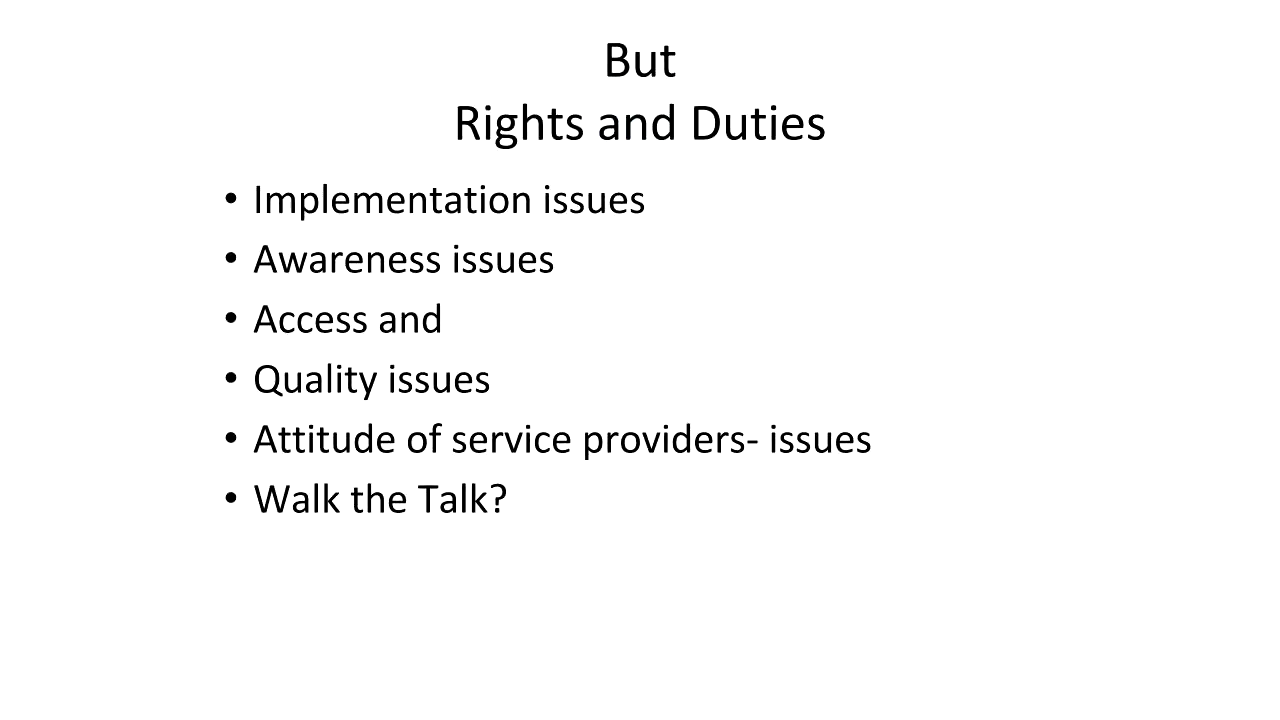 But
Rights and Duties
• Implementation issues
• Awareness issues
• Access and
• Quality issues
• Attitude of service providers- issues
• Walk the Talk?